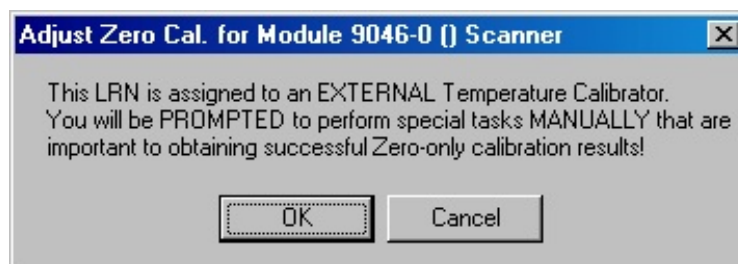 Adjust Zero Cal. for Module 9046-0 () Scanner
This LRN is assigned to an EXTERNAL Temperature Calibrator.
You will be PROMPTED to perform special tasks MANUALLY that are
important to obtaining successful Zero-only calibration results!
OK Cancel